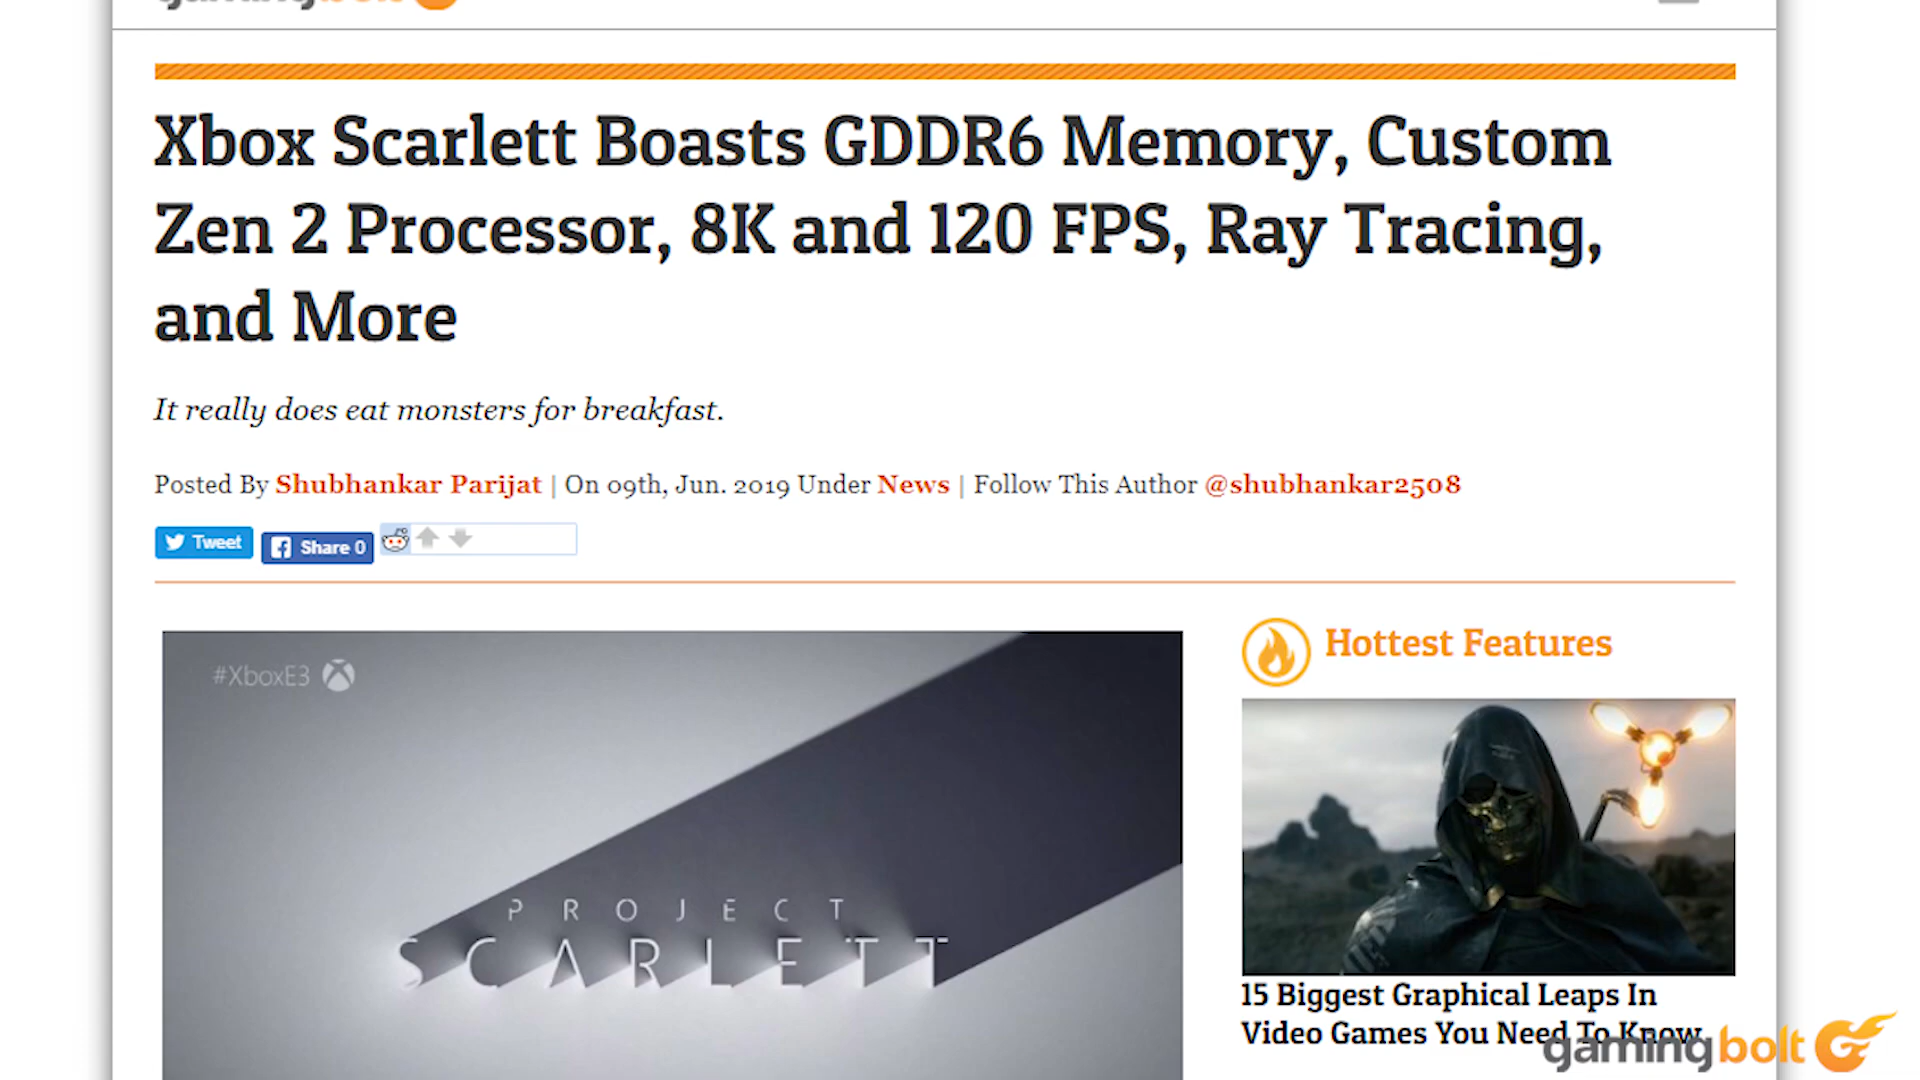 gamingbolt
Xbox Scarlett Boasts GDDR6 Memory, Custom
Zen 2 Processor, 8K and 120 FPS, Ray Tracing,
and More
It really does eat monsters for breakfast.
Posted By Shubhankar Parijat | On 09th, Jun. 2019 Under News | Follow This Author @shubhankar2508
Tweet
Share 0
#XboxE3
PROJECT
SCARLETT
Hottest Features
15 Biggest Graphical Leaps In
Video Games You Need To Know
gamingbolt